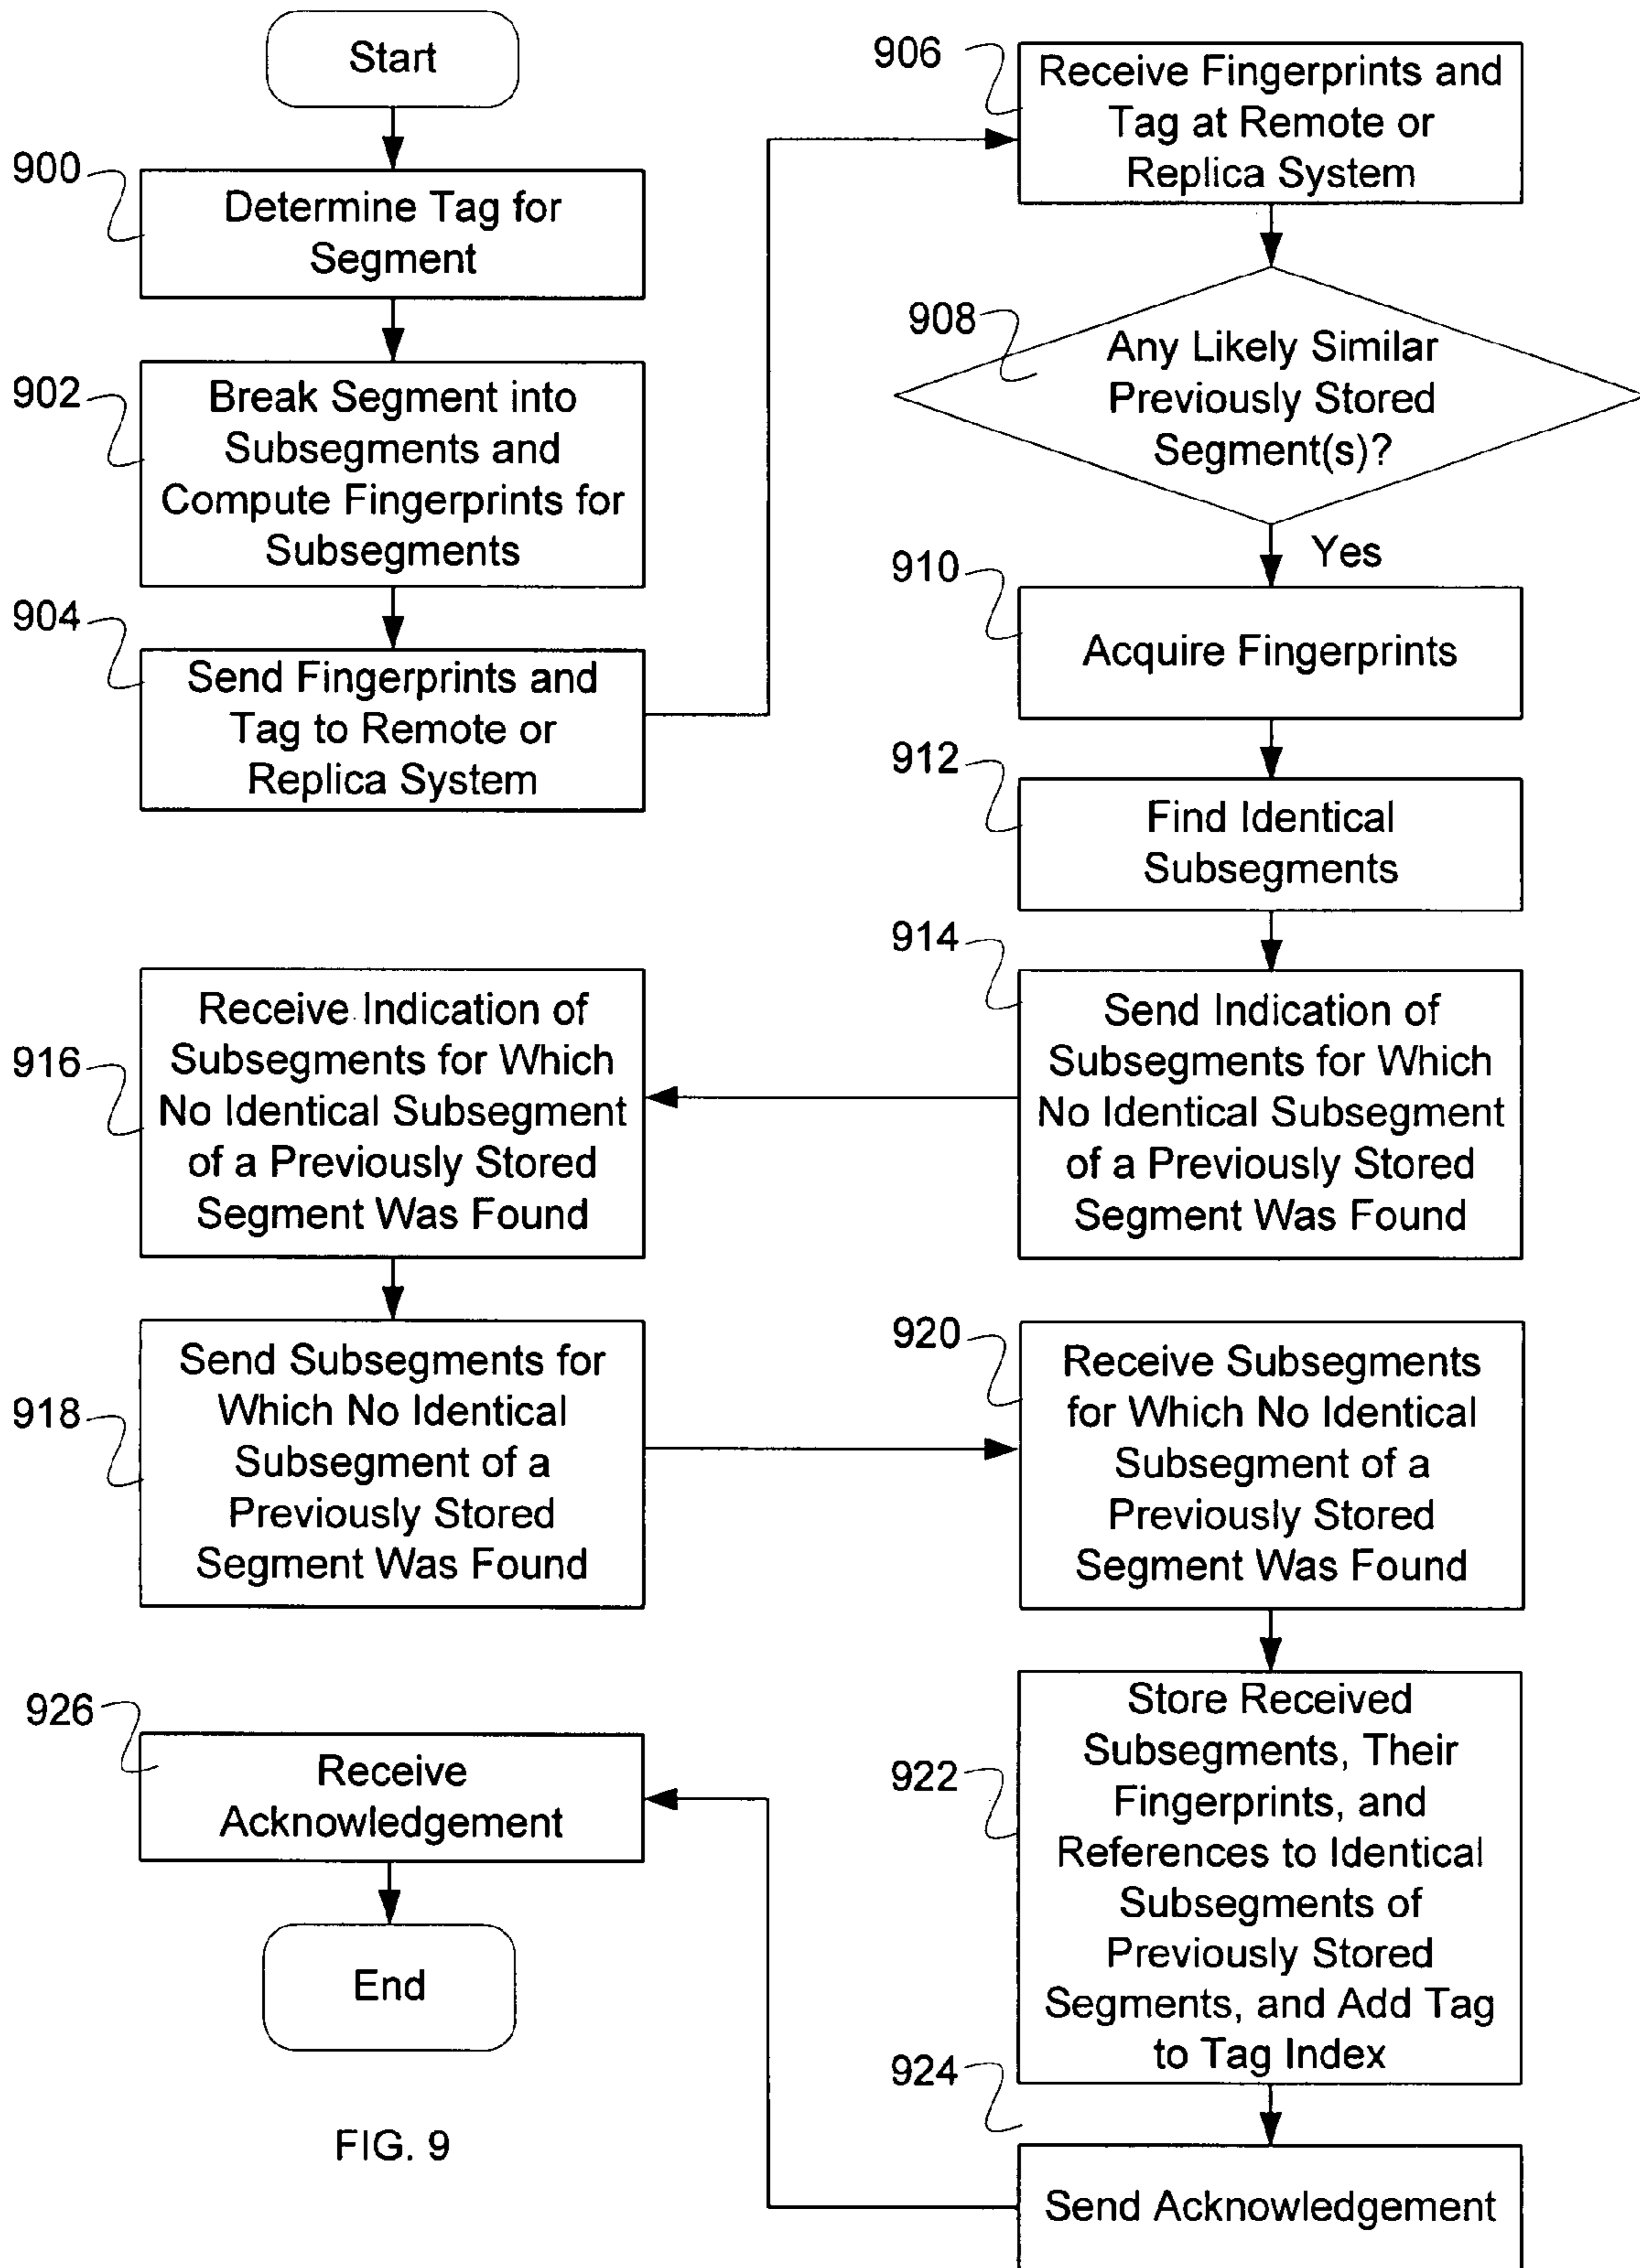 Start
900
Determine Tag for
Segment
902
Break Segment into
Subsegments and
Compute Fingerprints for
Subsegments
904
Send Fingerprints and
Tag to Remote or
Replica System
906
Receive Fingerprints and
Tag at Remote or
Replica System
908
Any Likely Similar
Previously Stored
Segment(s)?
Yes
910
Acquire Fingerprints
912
Find Identical
Subsegments
914
Send Indication of
Subsegments for Which
No Identical Subsegment
of a Previously Stored
Segment Was Found
916
Receive Indication of
Subsegments for Which
No Identical Subsegment
of a Previously Stored
Segment Was Found
918
Send Subsegments for
Which No Identical
Subsegment of a
Previously Stored
Segment Was Found
920
Receive Subsegments
for Which No Identical
Subsegment of a
Previously Stored
Segment Was Found
922
Store Received
Subsegments, Their
Fingerprints, and
References to Identical
Subsegments of
Previously Stored
Segments, and Add Tag
to Tag Index
924
Send Acknowledgement
926
Receive
Acknowledgement
End
FIG. 9